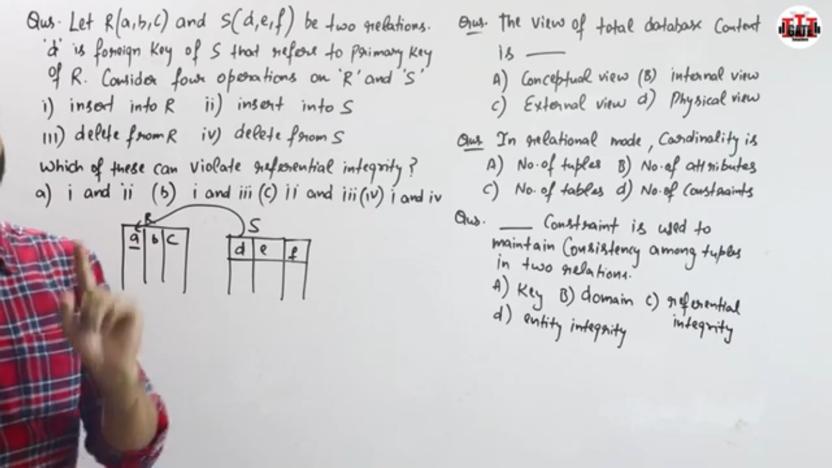 Qus. Let R(a,b,c) and S(d,e,f) be two relations.
'd' is foreign key of S that refers to Primary key
of R. Consider four operations on 'R' and 'S'
i) insert into R ii) insert into S
iii) delete from R iv) delete from S
Which of these can violate referential integrity?
a) i and ii (b) i and iii (c) ii and iii (iv) i and iv
R
a b c
S
d e f
Qus. The view of total database Content
is ___
A) Conceptual view (B) internal view
C) External view d) Physical view
Qus In relational mode, Cardinality is
A) No. of tuples B) No. of attributes
C) No. of tables d) No. of Constraints
Qus. ___ Constraint is used to
maintain Consistency among tuples
in two relations.
A) Key B) domain C) referential
integrity
d) entity integrity
GATE